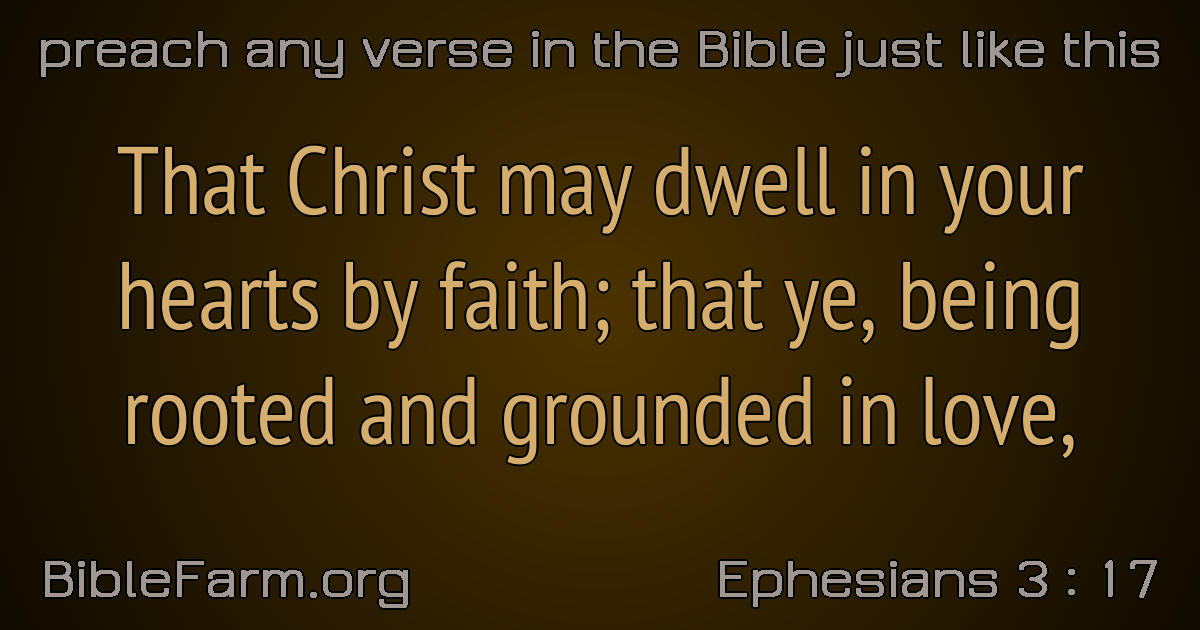 preach any verse in the Bible just like this
That Christ may dwell in your
hearts by faith; that ye, being
rooted and grounded in love,
BibleFarm.org
Ephesians 3 : 17